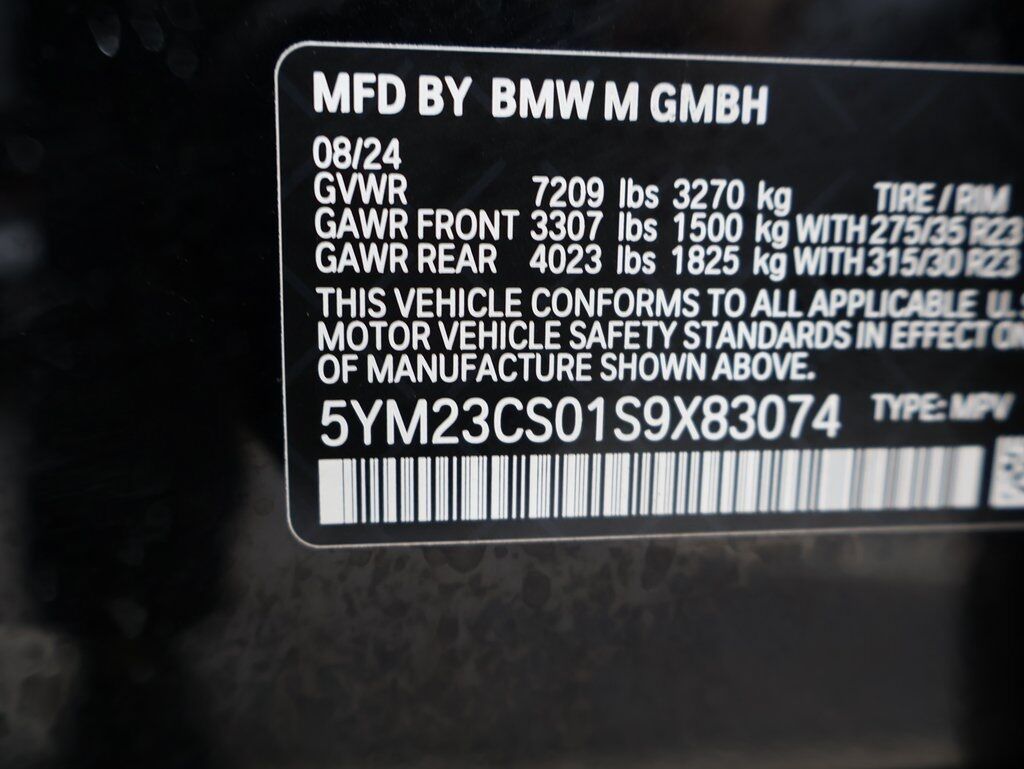 MFD BY BMW M GMBH
08/24
GVWR 7209 lbs 3270 kg TIRE / RIM
GAWR FRONT 3307 lbs 1500 kg WITH 275/35 R23
GAWR REAR 4023 lbs 1825 kg WITH 315/30 R23
THIS VEHICLE CONFORMS TO ALL APPLICABLE U.S
MOTOR VEHICLE SAFETY STANDARDS IN EFFECT ON
OF MANUFACTURE SHOWN ABOVE.
5YM23CS01S9X83074 TYPE: MPV